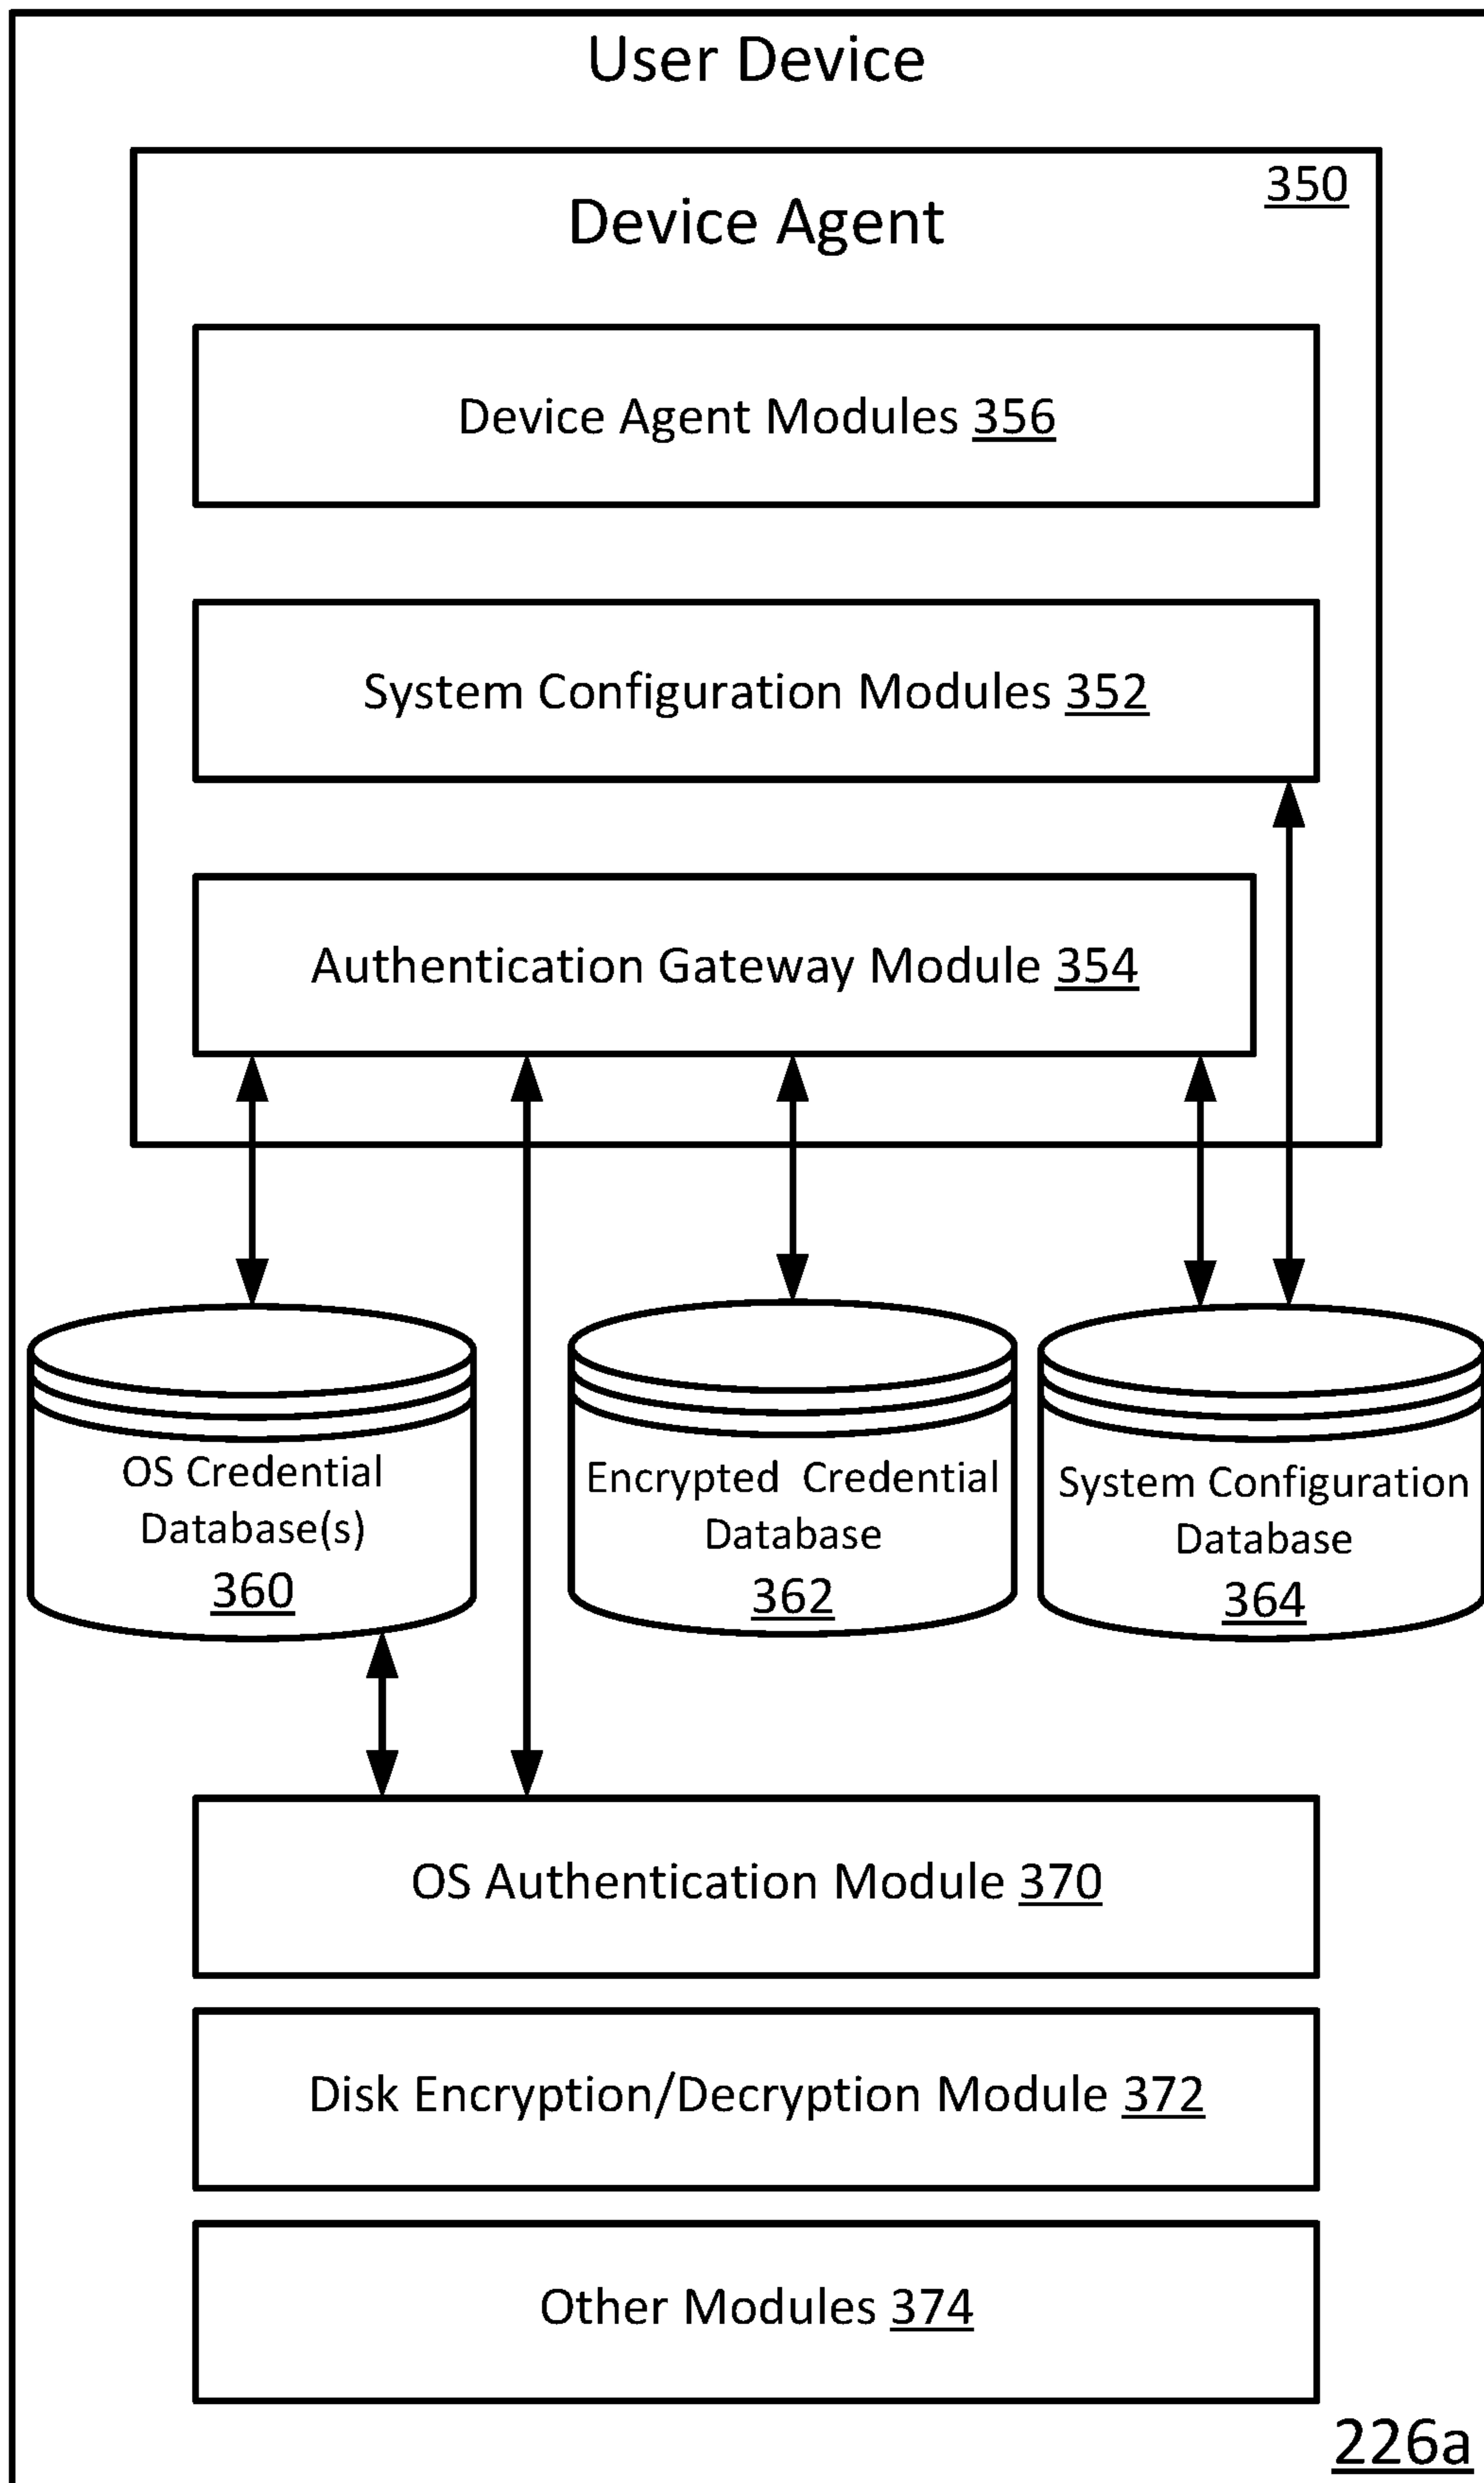 User Device
350
Device Agent
Device Agent Modules 356
System Configuration Modules 352
Authentication Gateway Module 354
OS Credential
Database(s)
360
Encrypted Credential
Database
362
System Configuration
Database
364
OS Authentication Module 370
Disk Encryption/Decryption Module 372
Other Modules 374
226a